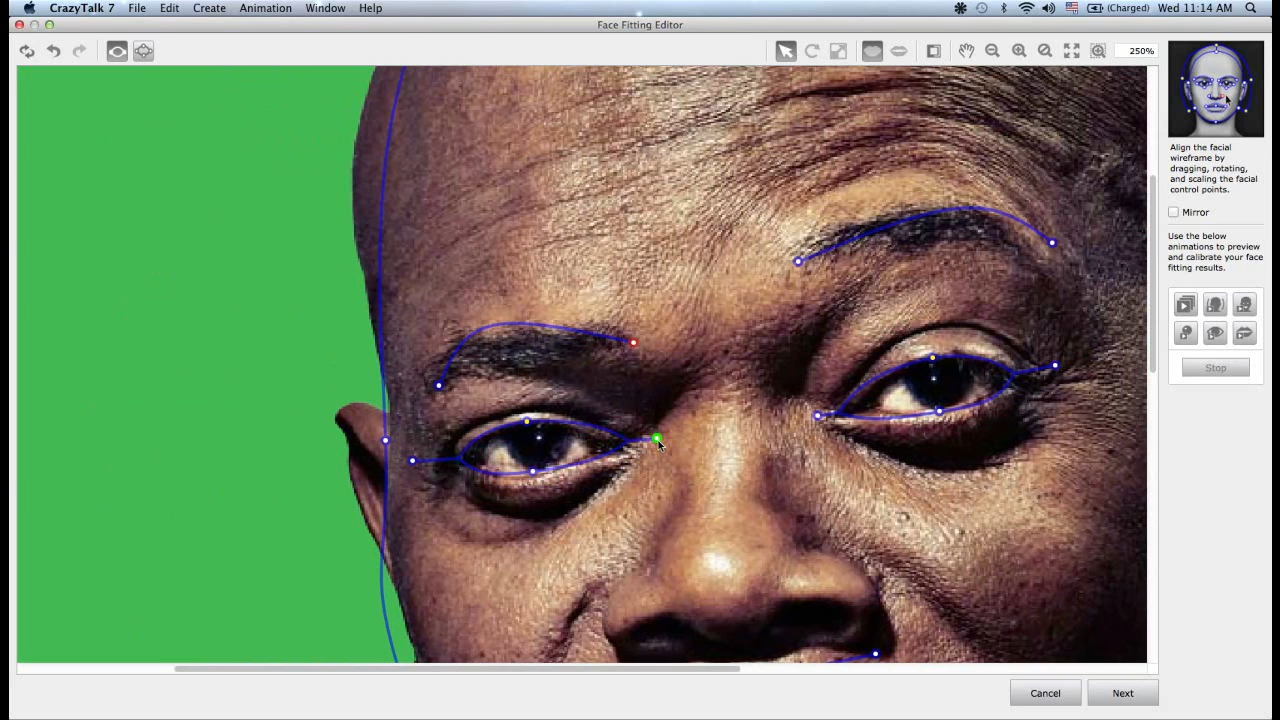 CrazyTalk 7 File Edit Create Animation Window Help (Charged) Wed 11:14 AM
Face Fitting Editor
250%
Align the facial
wireframe by
dragging, rotating,
and scaling the facial
control points.
Mirror
Use the below
animations to preview
and calibrate your face
fitting results.
Stop
Cancel Next